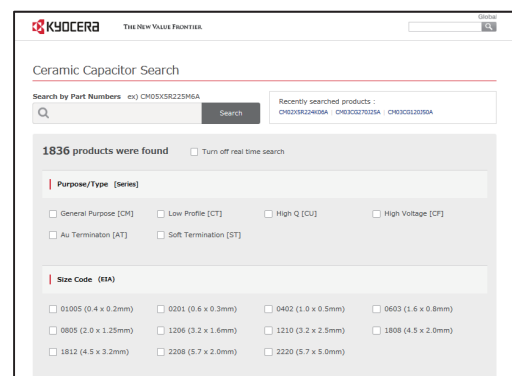 Global
KYOCERA THE NEW VALUE FRONTIER
Ceramic Capacitor Search
Search by Part Numbers ex) CM05X5R225M6A
Search
Recently searched products :
CM02X5R224K06A | CM03CG270J25A | CM03CG120J50A
1836 products were found Turn off real time search
Purpose/Type [Series]
General Purpose [CM] Low Profile [CT] High Q [CU] High Voltage [CF]
Au Terminaton [AT] Soft Termination [ST]
Size Code (EIA)
01005 (0.4 x 0.2mm) 0201 (0.6 x 0.3mm) 0402 (1.0 x 0.5mm) 0603 (1.6 x 0.8mm)
0805 (2.0 x 1.25mm) 1206 (3.2 x 1.6mm) 1210 (3.2 x 2.5mm) 1808 (4.5 x 2.0mm)
1812 (4.5 x 3.2mm) 2208 (5.7 x 2.0mm) 2220 (5.7 x 5.0mm)